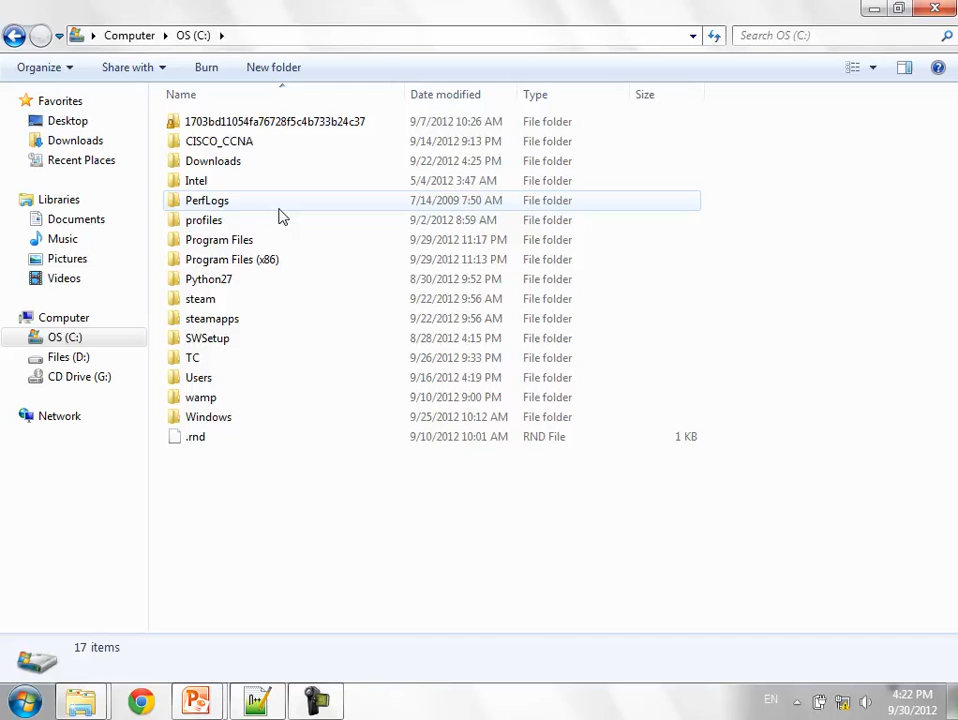 Computer
OS (C:)
Search OS (C:)
Organize
Share with
Burn
New folder
Name
Date modified
Type
Size
Favorites
Desktop
Downloads
Recent Places
Libraries
Documents
Music
Pictures
Videos
Computer
OS (C:)
Files (D:)
CD Drive (G:)
Network
1703bd11054fa76728f5c4b733b24c37 9/7/2012 10:26 AM File folder
CISCO_CCNA 9/14/2012 9:13 PM File folder
Downloads 9/22/2012 4:25 PM File folder
Intel 5/4/2012 3:47 AM File folder
PerfLogs 7/14/2009 7:50 AM File folder
profiles 9/2/2012 8:59 AM File folder
Program Files 9/29/2012 11:17 PM File folder
Program Files (x86) 9/29/2012 11:13 PM File folder
Python27 8/30/2012 9:52 PM File folder
steam 9/22/2012 9:56 AM File folder
steamapps 9/22/2012 9:56 AM File folder
SWSetup 8/28/2012 4:15 PM File folder
TC 9/26/2012 9:33 PM File folder
Users 9/16/2012 4:19 PM File folder
wamp 9/10/2012 9:00 PM File folder
Windows 9/25/2012 10:12 AM File folder
.rnd 9/10/2012 10:01 AM RND File 1 KB
17 items
EN
4:22 PM
9/30/2012